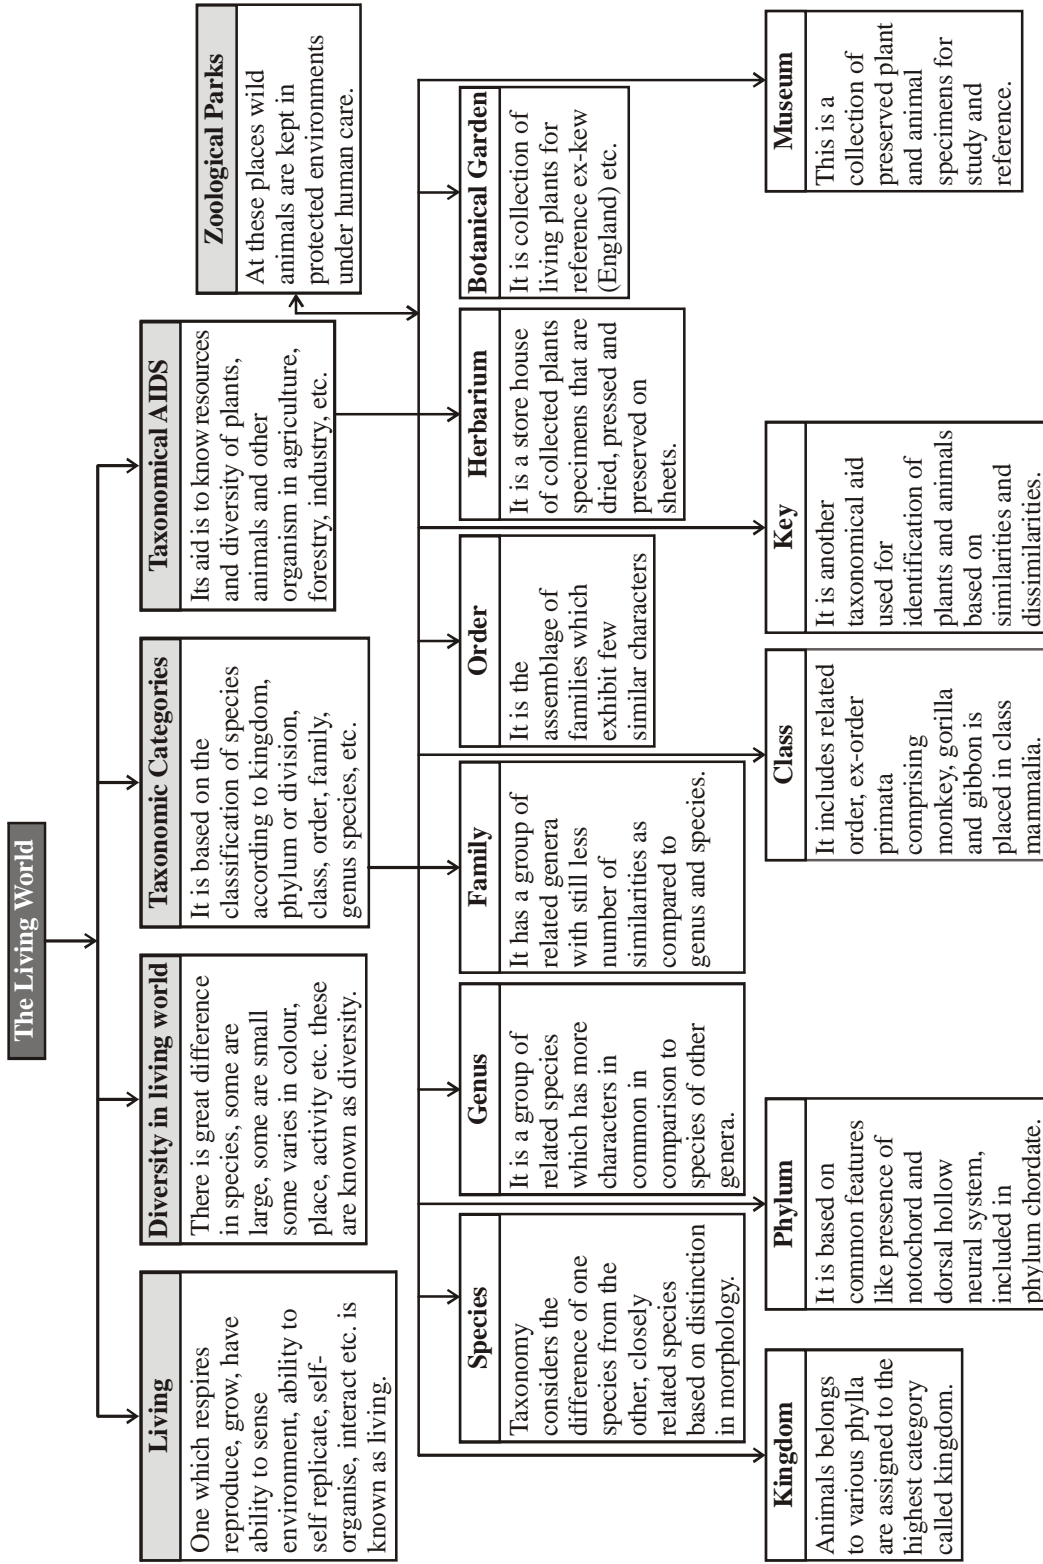 The Living World
Living
One which respires
reproduce, grow, have
ability to sense
environment, ability to
self replicate, self-
organise, interact etc. is
known as living.
Diversity in living world
There is great difference
in species, some are
large, some are small
some varies in colour,
place, activity etc. these
are known as diversity.
Taxonomic Categories
It is based on the
classification of species
according to kingdom,
phylum or division,
class, order, family,
genus species, etc.
Taxonomical AIDS
Its aid is to know resources
and diversity of plants,
animals and other
organism in agriculture,
forestry, industry, etc.
Zoological Parks
At these places wild
animals are kept in
protected environments
under human care.
Species
Taxonomy
considers the
difference of one
species from the
other, closely
related species
based on distinction
in morphology.
Genus
It is a group of
related species
which has more
characters in
common in
comparison to
species of other
genera.
Family
It has a group of
related genera
with still less
number of
similarities as
compared to
genus and species.
Order
It is the
assemblage of
families which
exhibit few
similar characters
Herbarium
It is a store house
of collected plants
specimens that are
dried, pressed and
preserved on
sheets.
Botanical Garden
It is collection of
living plants for
reference ex-kew
(England) etc.
Kingdom
Animals belongs
to various phylla
are assigned to the
highest category
called kingdom.
Phylum
It is based on
common features
like presence of
notochord and
dorsal hollow
neural system,
included in
phylum chordate.
Class
It includes related
order, ex-order
primata
comprising
monkey, gorilla
and gibbon is
placed in class
mammalia.
Key
It is another
taxonomical aid
used for
identification of
plants and animals
based on
similarities and
dissimilarities.
Museum
This is a
collection of
preserved plant
and animal
specimens for
study and
reference.